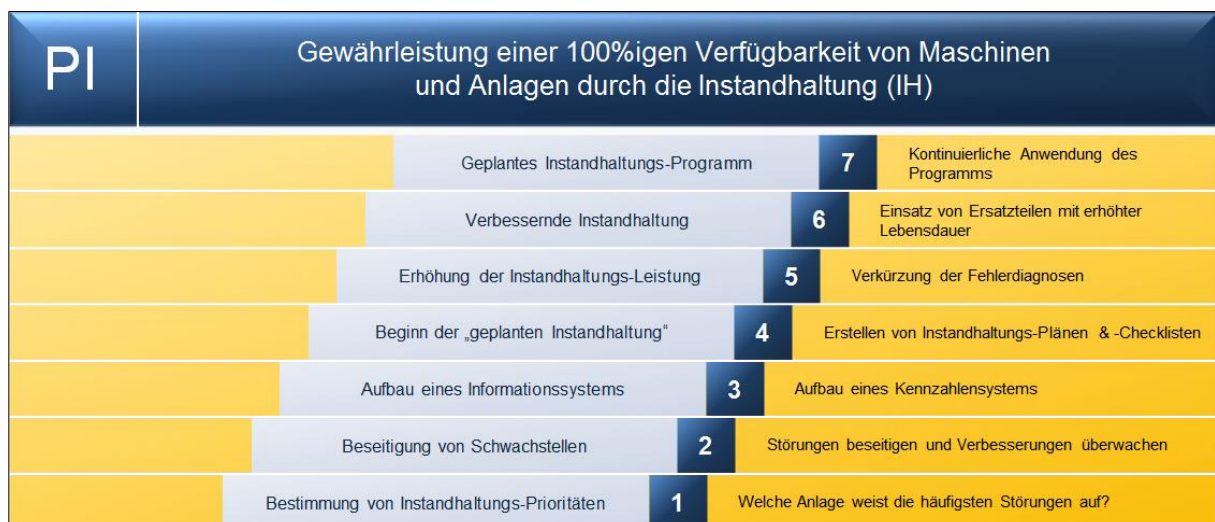 PI
Gewährleistung einer 100%igen Verfügbarkeit von Maschinen
und Anlagen durch die Instandhaltung (IH)
Geplantes Instandhaltungs-Programm
7
Kontinuierliche Anwendung des
Programms
Verbessernde Instandhaltung
6
Einsatz von Ersatzteilen mit erhöhter
Lebensdauer
Erhöhung der Instandhaltungs-Leistung
5
Verkürzung der Fehlerdiagnosen
Beginn der „geplanten Instandhaltung“
4
Erstellen von Instandhaltungs-Plänen & -Checklisten
Aufbau eines Informationssystems
3
Aufbau eines Kennzahlensystems
Beseitigung von Schwachstellen
2
Störungen beseitigen und Verbesserungen überwachen
Bestimmung von Instandhaltungs-Prioritäten
1
Welche Anlage weist die häufigsten Störungen auf?